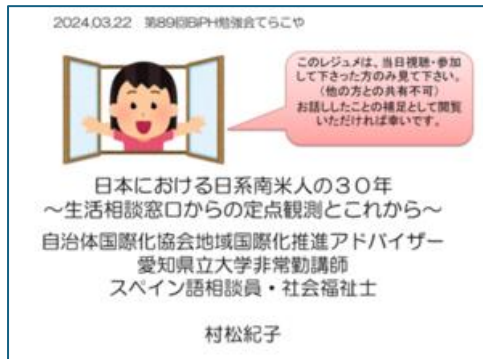 2024.03.22　第89回BiPH勉強会てらこや
このレジュメは、当日視聴・参加
して下さった方のみ見て下さい。
（他の方との共有不可）
お話ししたことの補足として閲覧
いただければ幸いです。
日本における日系南米人の３０年
～生活相談窓口からの定点観測とこれから～
自治体国際化協会地域国際化推進アドバイザー
愛知県立大学非常勤講師
スペイン語相談員・社会福祉士
村松紀子